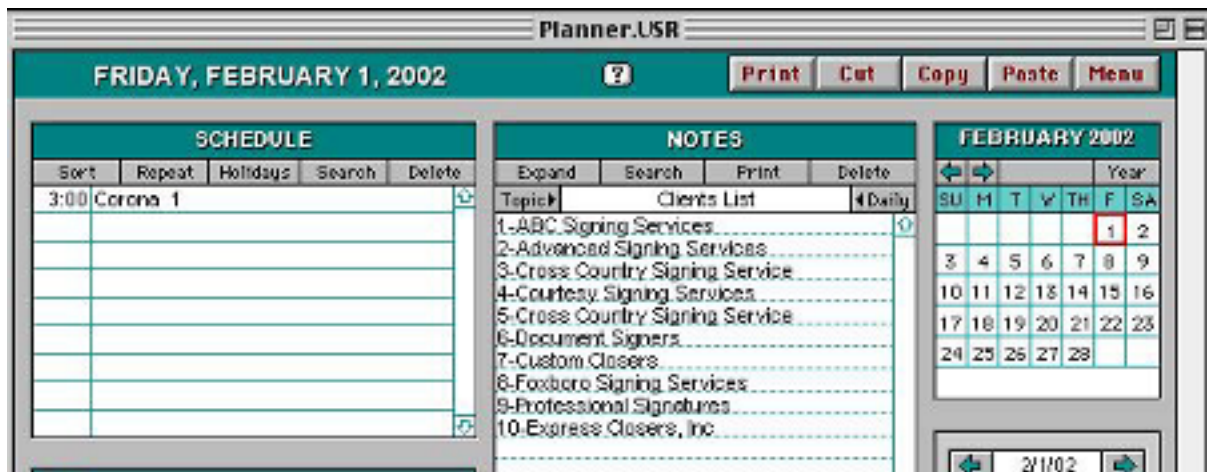 Planner.USR
FRIDAY, FEBRUARY 1, 2002 ? Print Cut Copy Paste Menu
SCHEDULE
Sort Repeat Holidays Search Delete
3:00 Corona 1
NOTES
Expand Search Print Delete
Topic Clients List Daily
1-ABC Signing Services
2-Advanced Signing Services
3-Cross Country Signing Service
4-Courtesy Signing Services
5-Cross Country Signing Service
6-Document Signers
7-Custom Closers
8-Foxboro Signing Services
9-Professional Signatures
10-Express Closers, Inc
FEBRUARY 2002
Year
SU M T W TH F SA
1 2
3 4 5 6 7 8 9
10 11 12 13 14 15 16
17 18 19 20 21 22 23
24 25 26 27 28
2/1/02